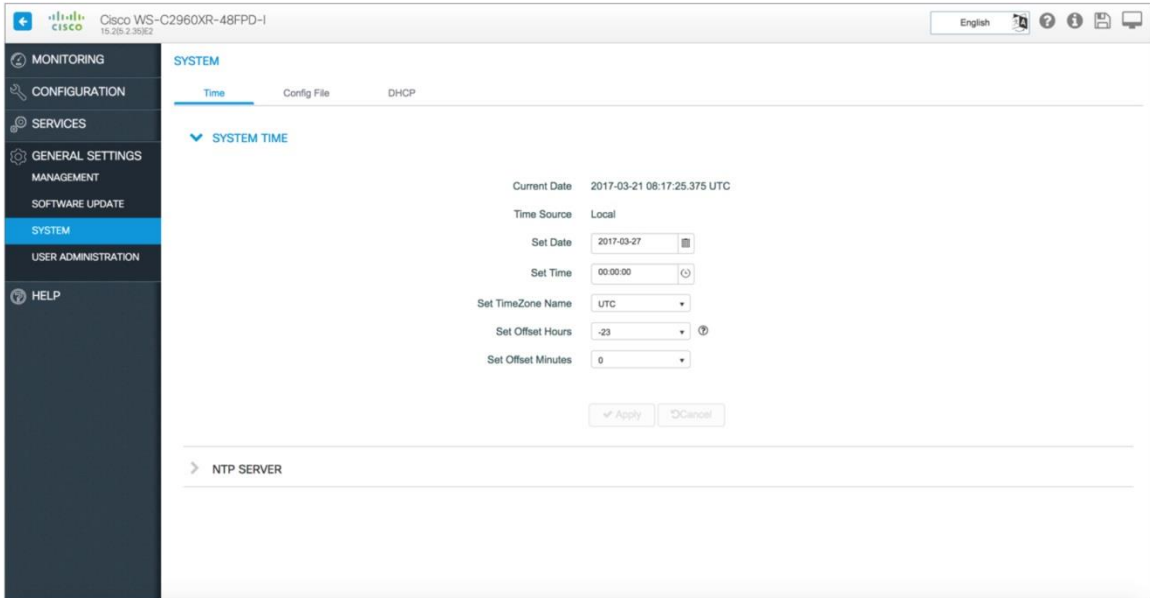 CISCO
Cisco WS-C2960XR-48FPD-I
15.2(5.2.35)E2
English
MONITORING
CONFIGURATION
SERVICES
GENERAL SETTINGS
MANAGEMENT
SOFTWARE UPDATE
SYSTEM
USER ADMINISTRATION
HELP
SYSTEM
Time Config File DHCP
SYSTEM TIME
Current Date 2017-03-21 08:17:25.375 UTC
Time Source Local
Set Date 2017-03-27
Set Time 00:00:00
Set TimeZone Name UTC
Set Offset Hours -23
Set Offset Minutes 0
Apply Cancel
NTP SERVER